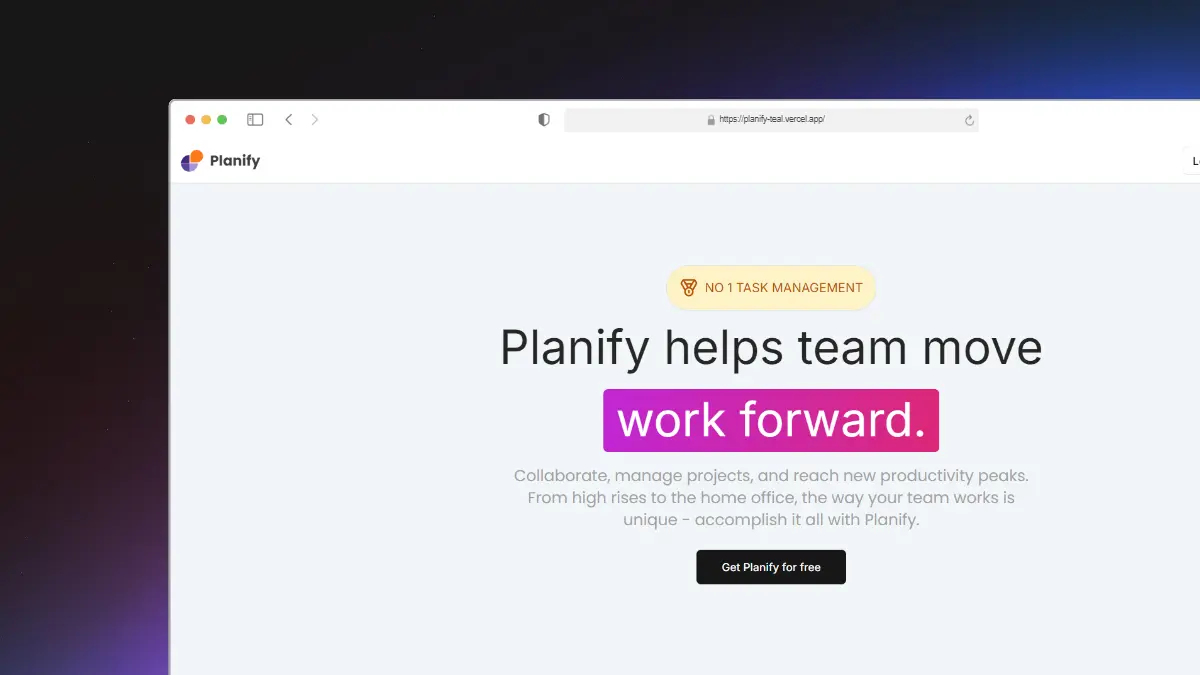 https://planify-teal.vercel.app/
Planify
NO 1 TASK MANAGEMENT
Planify helps team move
work forward.
Collaborate, manage projects, and reach new productivity peaks.
From high rises to the home office, the way your team works is
unique - accomplish it all with Planify.
Get Planify for free